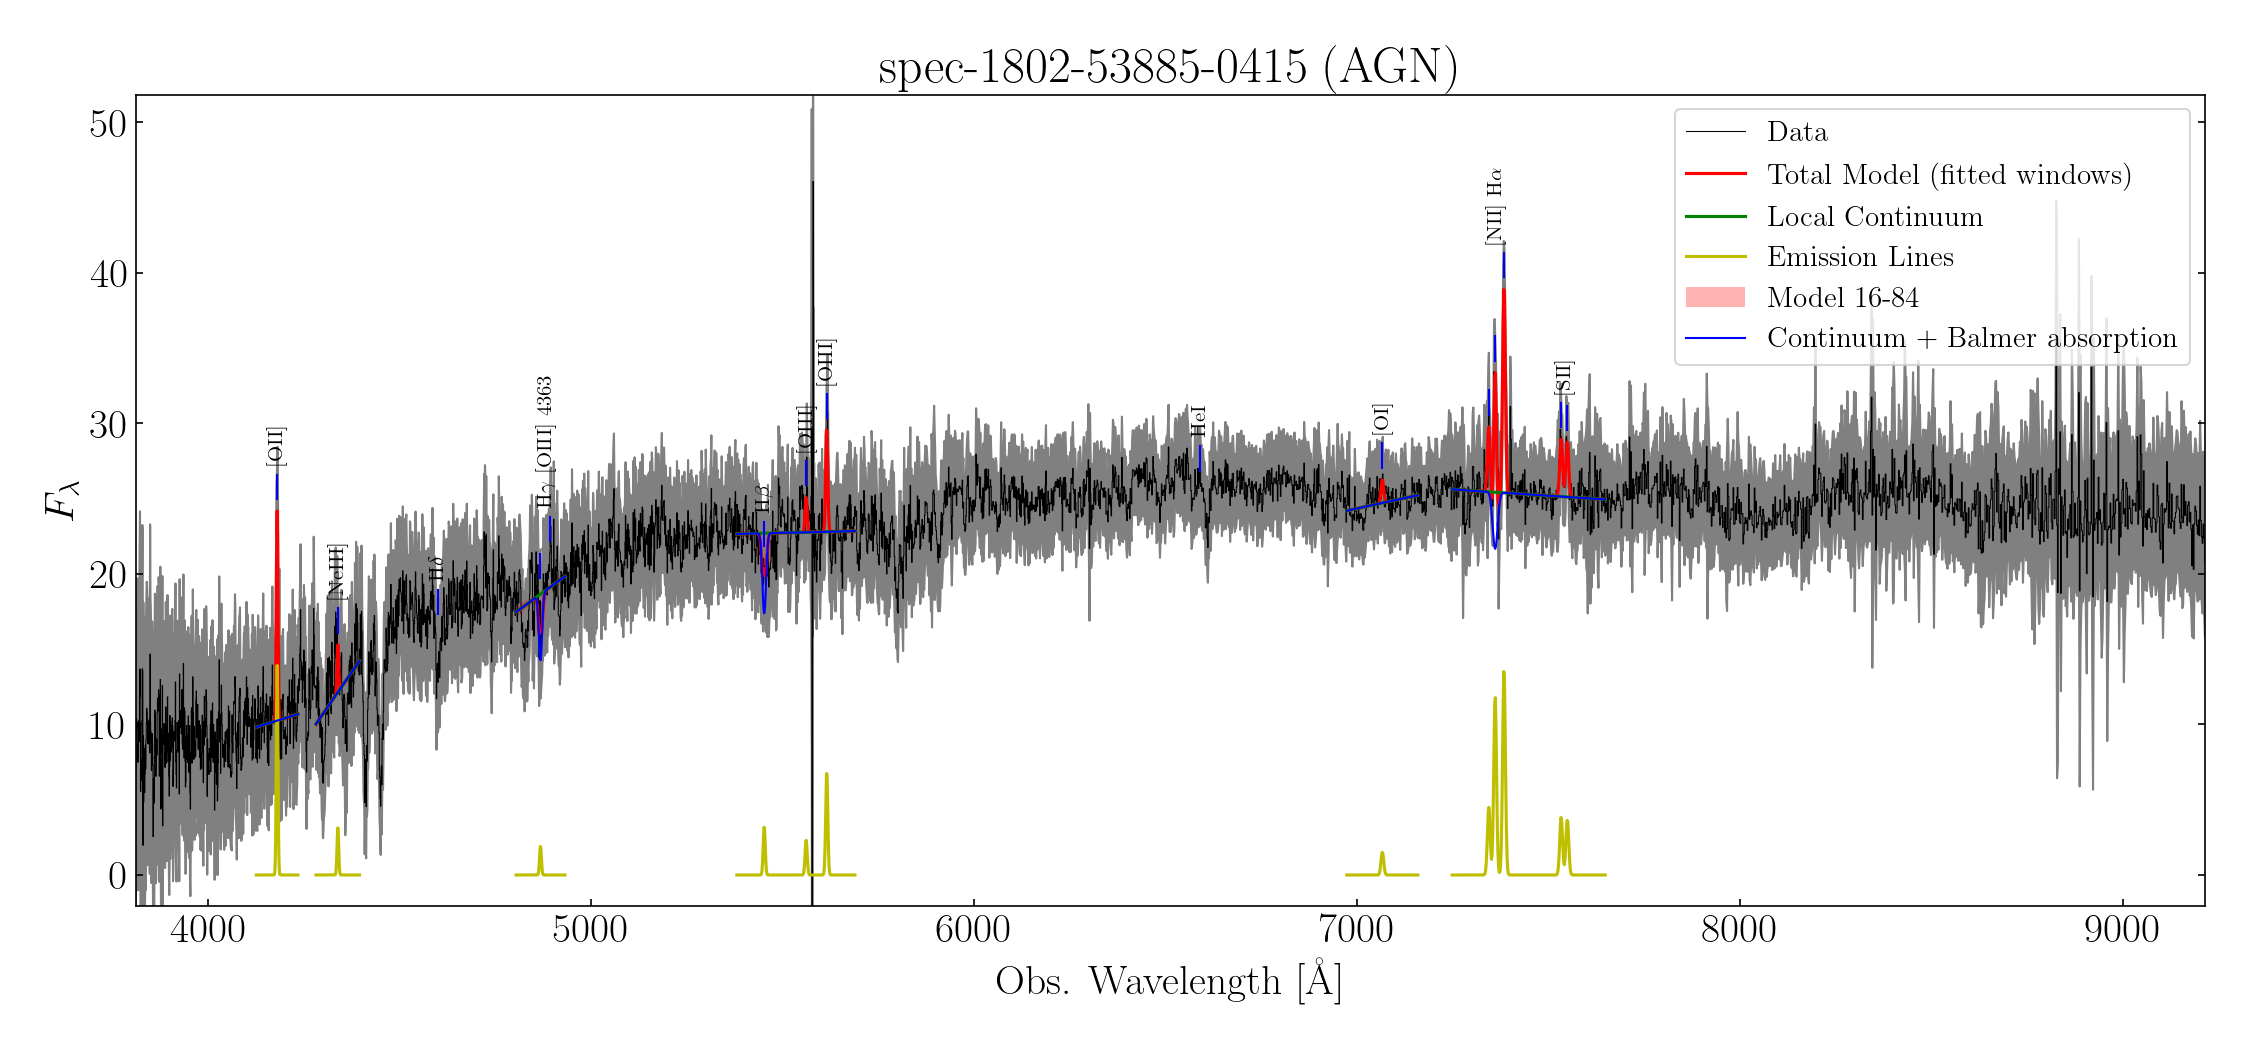 spec-1802-53885-0415 (AGN)
Data
Total Model (fitted windows)
Local Continuum
Emission Lines
Model 16-84
Continuum + Balmer absorption
[OII]
[NeIII]
Hδ
Hγ [OIII] 4363
Hβ
[OIII]
[OIII]
HeI
[OI]
[NII] Hα
[SII]
Fλ
50
40
30
20
10
0
4000 5000 6000 7000 8000 9000
Obs. Wavelength [Å]